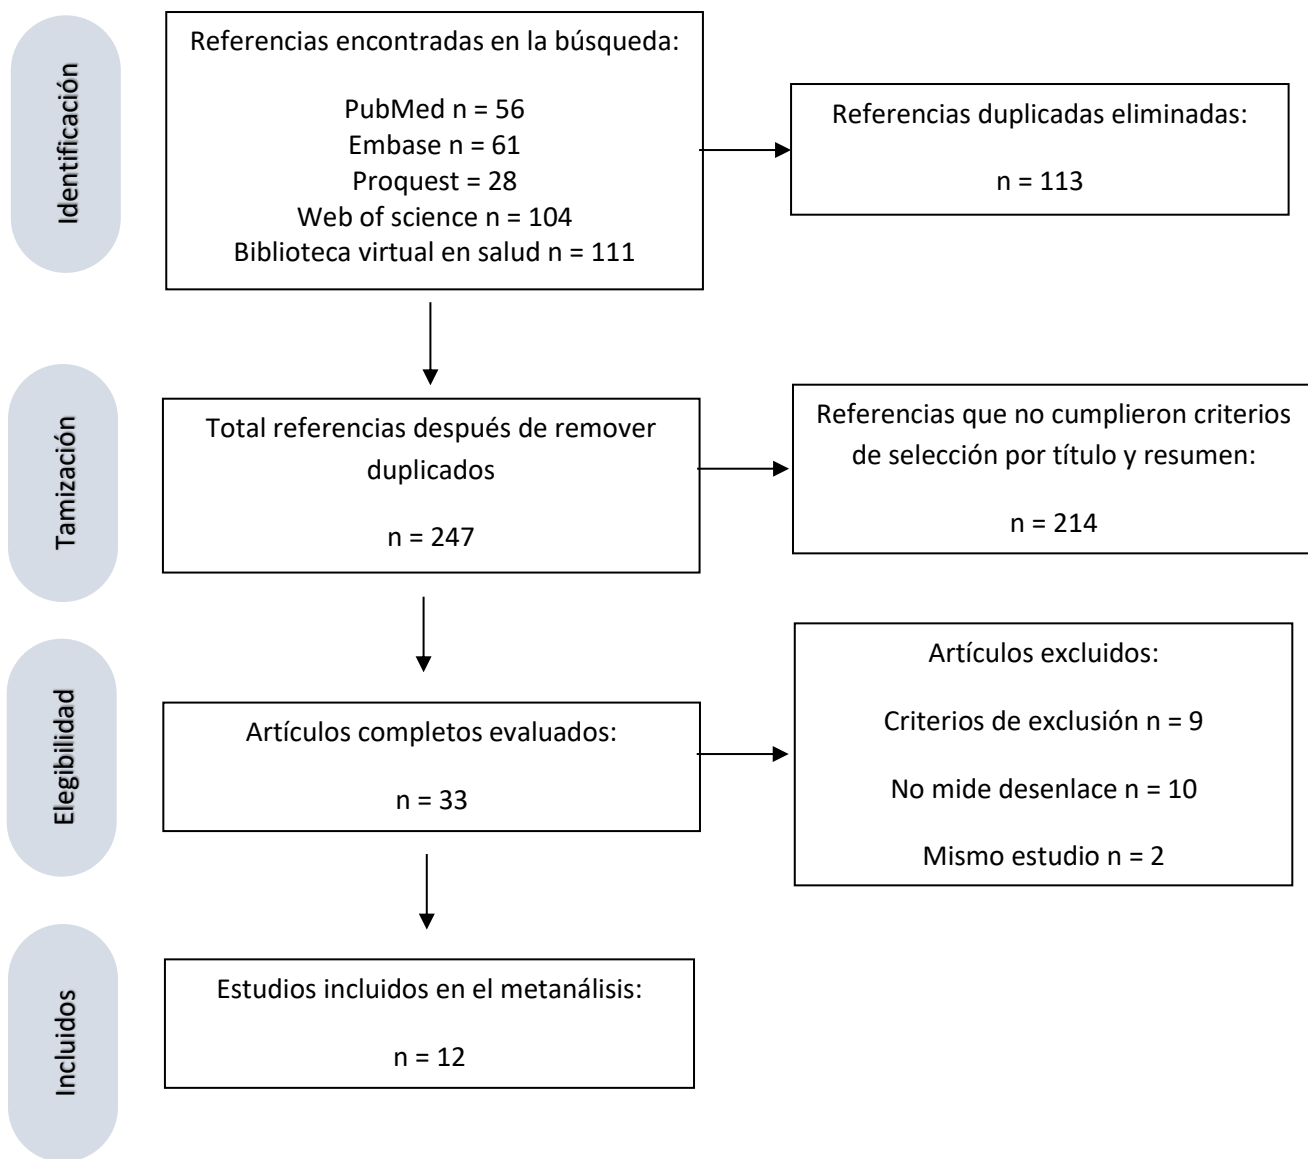 Identificación
Referencias encontradas en la búsqueda:
PubMed n = 56
Embase n = 61
Proquest = 28
Web of science n = 104
Biblioteca virtual en salud n = 111
Referencias duplicadas eliminadas:
n = 113
Tamización
Total referencias después de remover
duplicados
n = 247
Referencias que no cumplieron criterios
de selección por título y resumen:
n = 214
Elegibilidad
Artículos completos evaluados:
n = 33
Artículos excluidos:
Criterios de exclusión n = 9
No mide desenlace n = 10
Mismo estudio n = 2
Incluidos
Estudios incluidos en el metanálisis:
n = 12